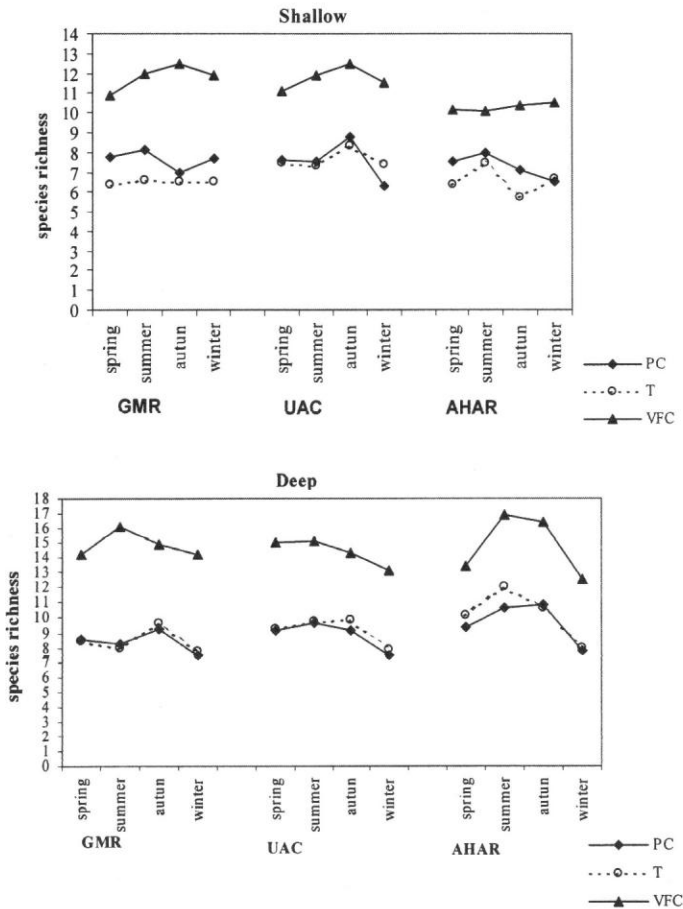 Shallow
species richness
14
13
12
11
10
9
8
7
6
5
4
3
2
1
0
spring
summer
autun
winter
spring
summer
autun
winter
spring
summer
autun
winter
GMR
UAC
AHAR
PC
T
VFC
Deep
species richness
18
17
16
15
14
13
12
11
10
9
8
7
6
5
4
3
2
1
0
spring
summer
autun
winter
spring
summer
autun
winter
spring
summer
autun
winter
GMR
UAC
AHAR
PC
T
VFC